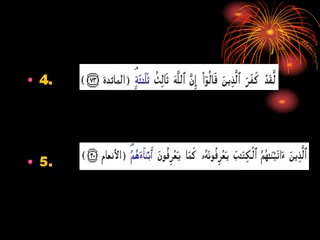 4. لَّقَدْ كَفَرَ ٱلَّذِينَ قَالُوٓا۟ إِنَّ ٱللَّهَ ثَالِثُ ثَلَـٰثَةٍۢ ﴿٧٣﴾ (المائدة)
5. ٱلَّذِينَ ءَاتَيْنَـٰهُمُ ٱلْكِتَـٰبَ يَعْرِفُونَهُۥ كَمَا يَعْرِفُونَ أَبْنَآءَهُمُ ﴿٢٠﴾ (الأنعام)